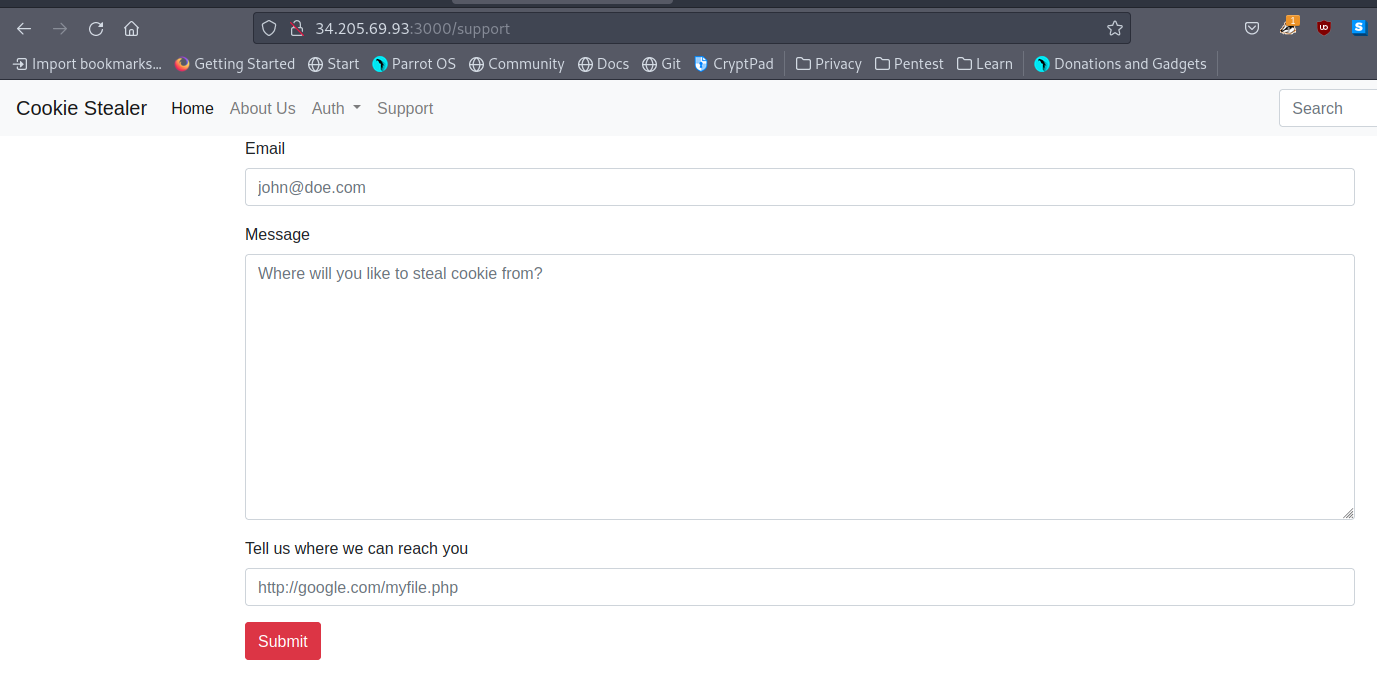 34.205.69.93:3000/support
1
UD
S
Import bookmarks... Getting Started Start Parrot OS Community Docs Git CryptPad Privacy Pentest Learn Donations and Gadgets
Cookie Stealer Home About Us Auth Support Search
Email
john@doe.com
Message
Where will you like to steal cookie from?
Tell us where we can reach you
http://google.com/myfile.php
Submit